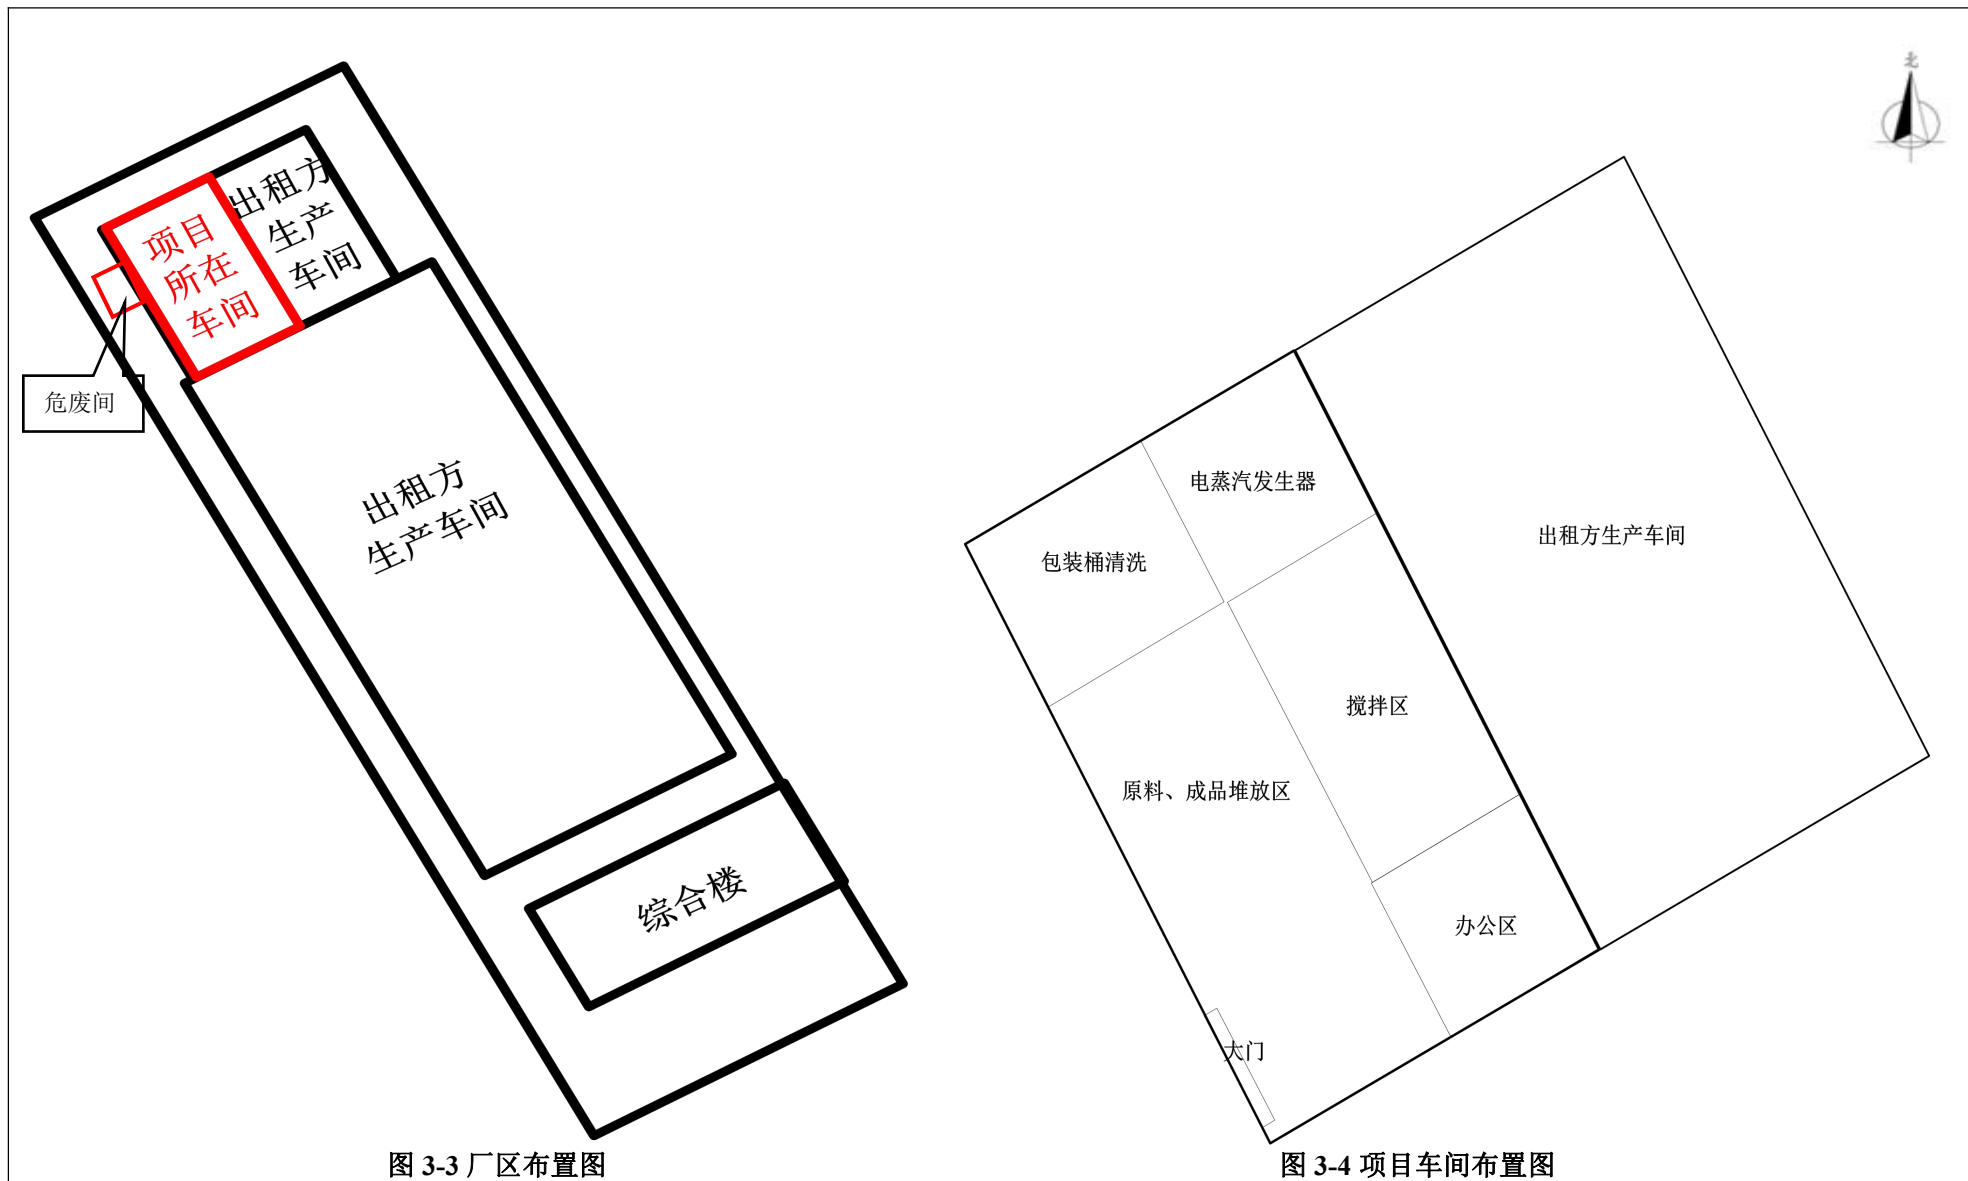 北
出租方
生产
车间
项目
所在
车间
危废间
出租方
生产车间
综合楼
电蒸汽发生器
包装桶清洗
出租方生产车间
搅拌区
原料、成品堆放区
办公区
大门
图 3-3 厂区布置图
图 3-4 项目车间布置图